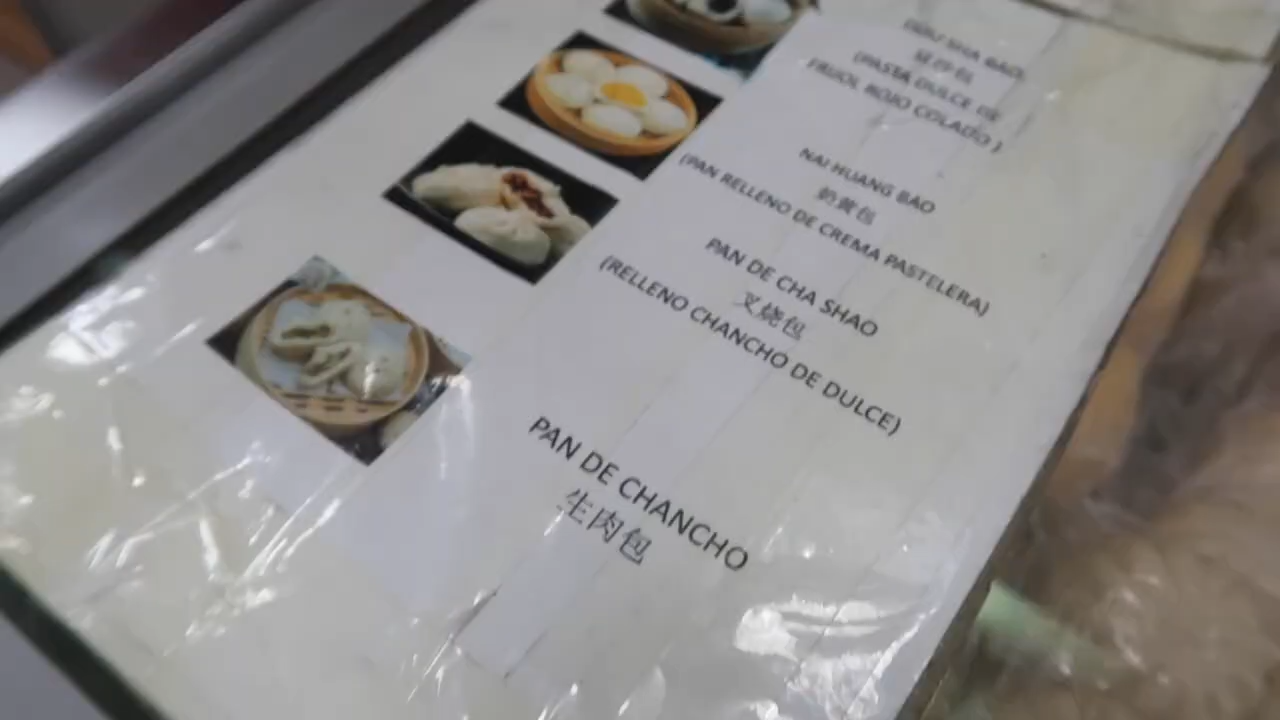 DOU SHA BAO
豆沙包
(PASTA DULCE DE
FRIJOL ROJO COLADO )
NAI HUANG BAO
奶黄包
(PAN RELLENO DE CREMA PASTELERA)
PAN DE CHA SHAO
叉烧包
(RELLENO CHANCHO DE DULCE)
PAN DE CHANCHO
生肉包